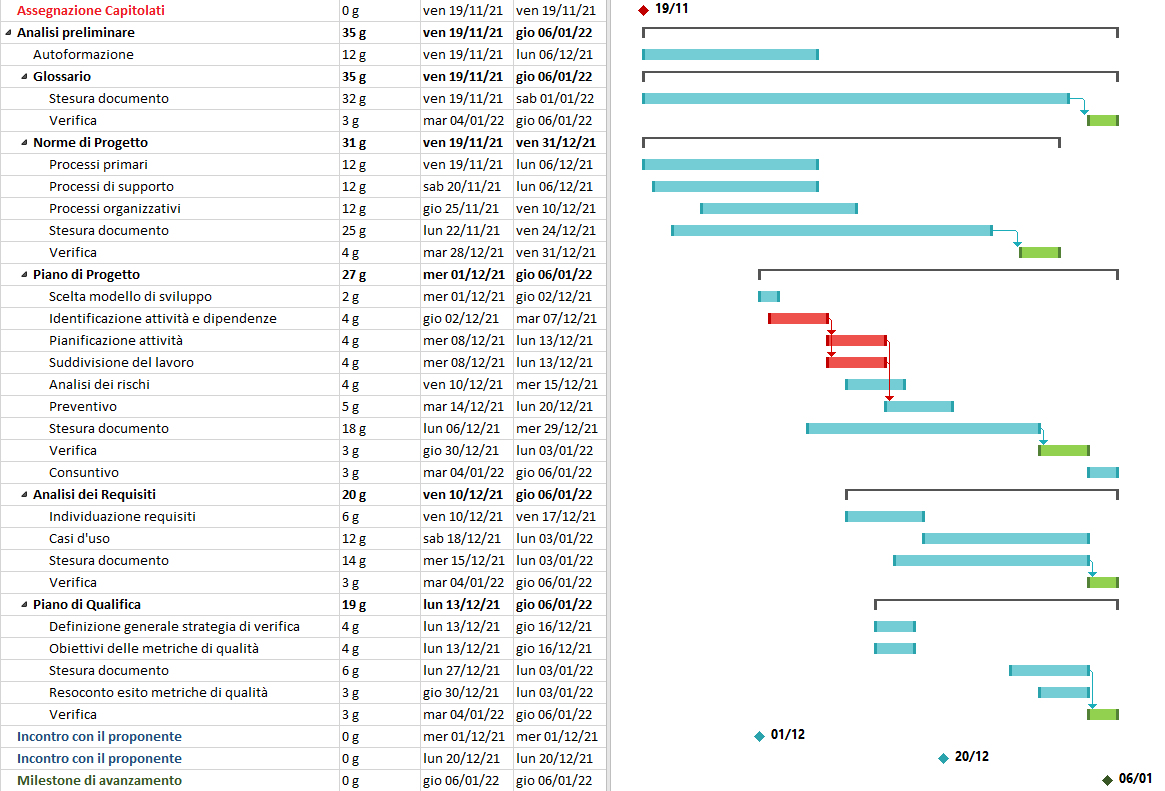 Assegnazione Capitolati 0 g ven 19/11/21 ven 19/11/21 19/11
Analisi preliminare 35 g ven 19/11/21 gio 06/01/22
Autoformazione 12 g ven 19/11/21 lun 06/12/21
Glossario 35 g ven 19/11/21 gio 06/01/22
Stesura documento 32 g ven 19/11/21 sab 01/01/22
Verifica 3 g mar 04/01/22 gio 06/01/22
Norme di Progetto 31 g ven 19/11/21 ven 31/12/21
Processi primari 12 g ven 19/11/21 lun 06/12/21
Processi di supporto 12 g sab 20/11/21 lun 06/12/21
Processi organizzativi 12 g gio 25/11/21 ven 10/12/21
Stesura documento 25 g lun 22/11/21 ven 24/12/21
Verifica 4 g mar 28/12/21 ven 31/12/21
Piano di Progetto 27 g mer 01/12/21 gio 06/01/22
Scelta modello di sviluppo 2 g mer 01/12/21 gio 02/12/21
Identificazione attività e dipendenze 4 g gio 02/12/21 mar 07/12/21
Pianificazione attività 4 g mer 08/12/21 lun 13/12/21
Suddivisione del lavoro 4 g mer 08/12/21 lun 13/12/21
Analisi dei rischi 4 g ven 10/12/21 mer 15/12/21
Preventivo 5 g mar 14/12/21 lun 20/12/21
Stesura documento 18 g lun 06/12/21 mer 29/12/21
Verifica 3 g gio 30/12/21 lun 03/01/22
Consuntivo 3 g mar 04/01/22 gio 06/01/22
Analisi dei Requisiti 20 g ven 10/12/21 gio 06/01/22
Individuazione requisiti 6 g ven 10/12/21 ven 17/12/21
Casi d'uso 12 g sab 18/12/21 lun 03/01/22
Stesura documento 14 g mer 15/12/21 lun 03/01/22
Verifica 3 g mar 04/01/22 gio 06/01/22
Piano di Qualifica 19 g lun 13/12/21 gio 06/01/22
Definizione generale strategia di verifica 4 g lun 13/12/21 gio 16/12/21
Obiettivi delle metriche di qualità 4 g lun 13/12/21 gio 16/12/21
Stesura documento 6 g lun 27/12/21 lun 03/01/22
Resoconto esito metriche di qualità 3 g gio 30/12/21 lun 03/01/22
Verifica 3 g mar 04/01/22 gio 06/01/22
Incontro con il proponente 0 g mer 01/12/21 mer 01/12/21 01/12
Incontro con il proponente 0 g lun 20/12/21 lun 20/12/21 20/12
Milestone di avanzamento 0 g gio 06/01/22 gio 06/01/22 06/01